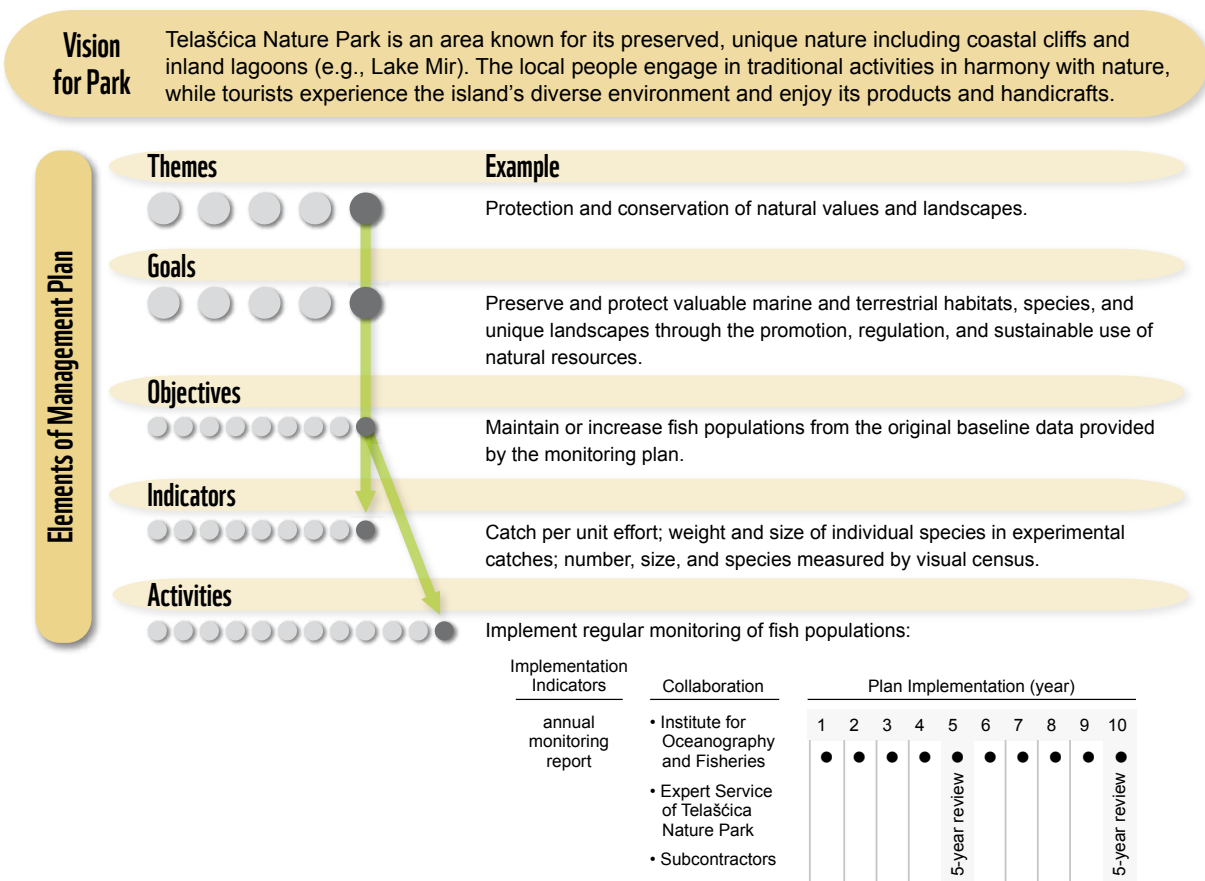 Vision
for Park
Telašćica Nature Park is an area known for its preserved, unique nature including coastal cliffs and
inland lagoons (e.g., Lake Mir). The local people engage in traditional activities in harmony with nature,
while tourists experience the island's diverse environment and enjoy its products and handicrafts.
Elements of Management Plan
Themes
Example
Protection and conservation of natural values and landscapes.
Goals
Preserve and protect valuable marine and terrestrial habitats, species, and
unique landscapes through the promotion, regulation, and sustainable use of
natural resources.
Objectives
Maintain or increase fish populations from the original baseline data provided
by the monitoring plan.
Indicators
Catch per unit effort; weight and size of individual species in experimental
catches; number, size, and species measured by visual census.
Activities
Implement regular monitoring of fish populations:
Implementation
Indicators
annual
monitoring
report
Collaboration
• Institute for
Oceanography
and Fisheries
• Expert Service
of Telašćica
Nature Park
• Subcontractors
Plan Implementation (year)
1 2 3 4 5 6 7 8 9 10
5-year review
5-year review